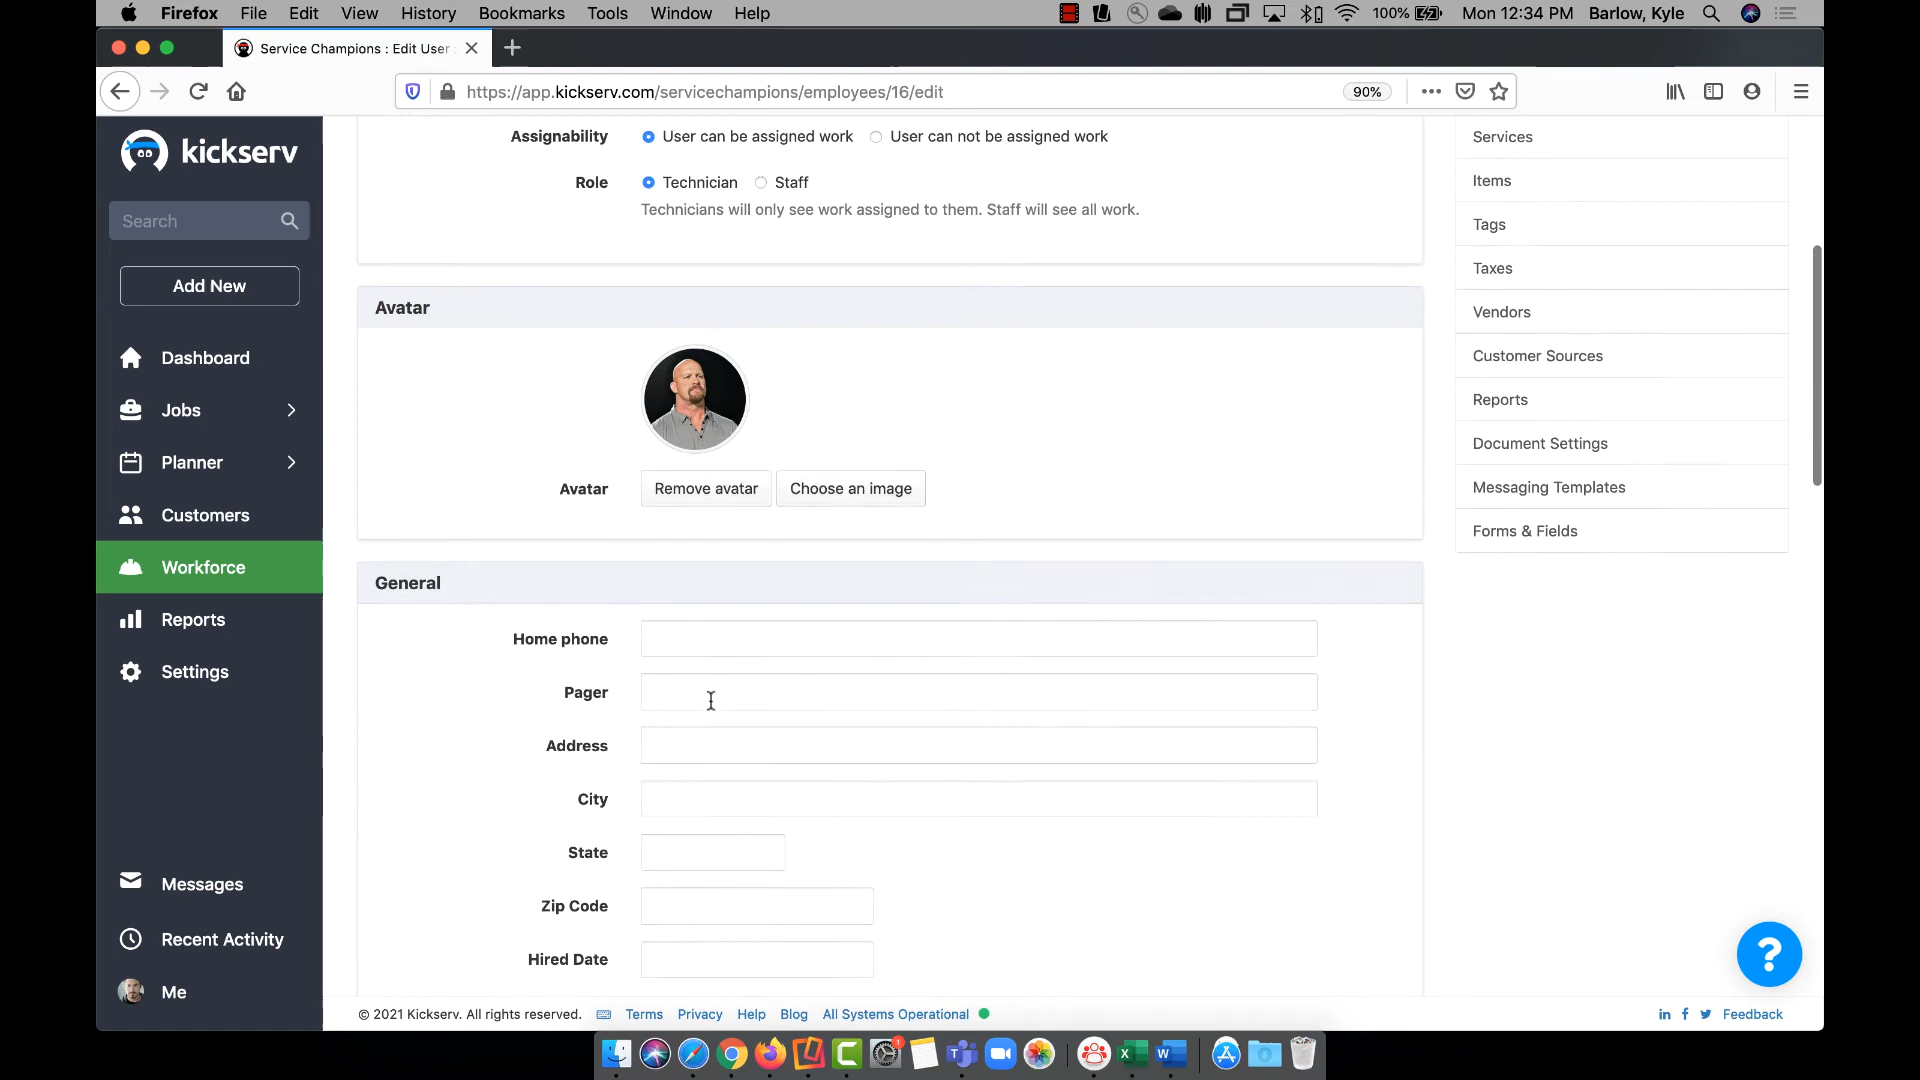 Firefox File Edit View History Bookmarks Tools Window Help 100% Mon 12:34 PM Barlow, Kyle
Service Champions : Edit User
https://app.kickserv.com/servicechampions/employees/16/edit 90%
kickserv
Search
Add New
Dashboard
Jobs
Planner
Customers
Workforce
Reports
Settings
Messages
Recent Activity
Me
Assignability User can be assigned work User can not be assigned work
Role Technician Staff
Technicians will only see work assigned to them. Staff will see all work.
Avatar
Avatar Remove avatar Choose an image
General
Home phone
Pager
Address
City
State
Zip Code
Hired Date
Services
Items
Tags
Taxes
Vendors
Customer Sources
Reports
Document Settings
Messaging Templates
Forms & Fields
?
© 2021 Kickserv. All rights reserved. Terms Privacy Help Blog All Systems Operational Feedback
1